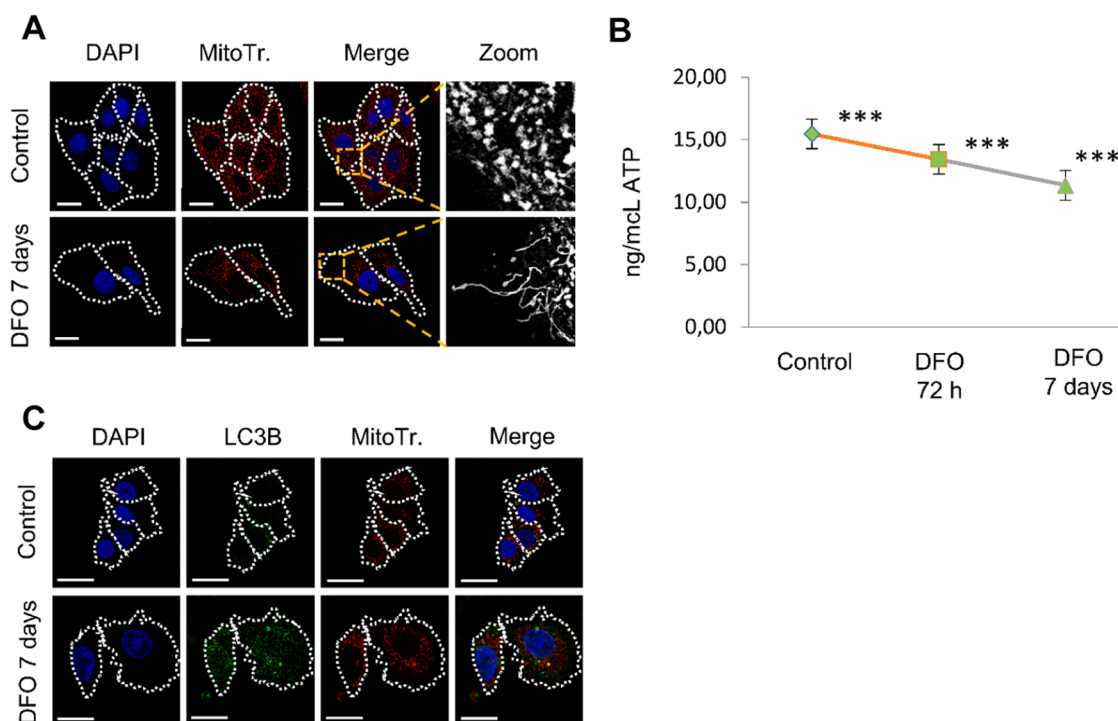 A
DAPI MitoTr. Merge Zoom
Control
DFO 7 days
B
20,00
15,00
10,00
5,00
0,00
ng/mcL ATP
***
***
***
Control
DFO
72 h
DFO
7 days
C
DAPI LC3B MitoTr. Merge
Control
DFO 7 days